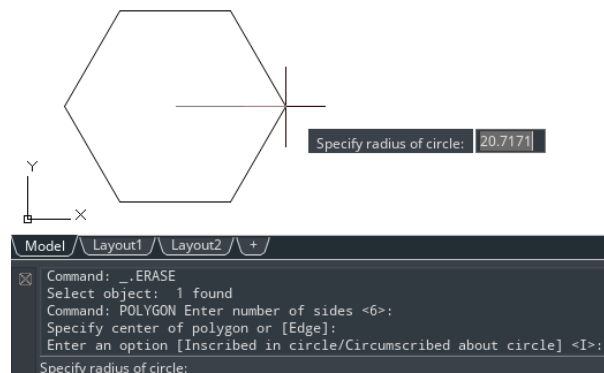 Specify radius of circle: 20.7171
Y
X
Model Layout1 Layout2 +
Command: _.ERASE
Select object:  1 found
Command: POLYGON Enter number of sides <6>:
Specify center of polygon or [Edge]:
Enter an option [Inscribed in circle/Circumscribed about circle] <I>:
Specify radius of circle: